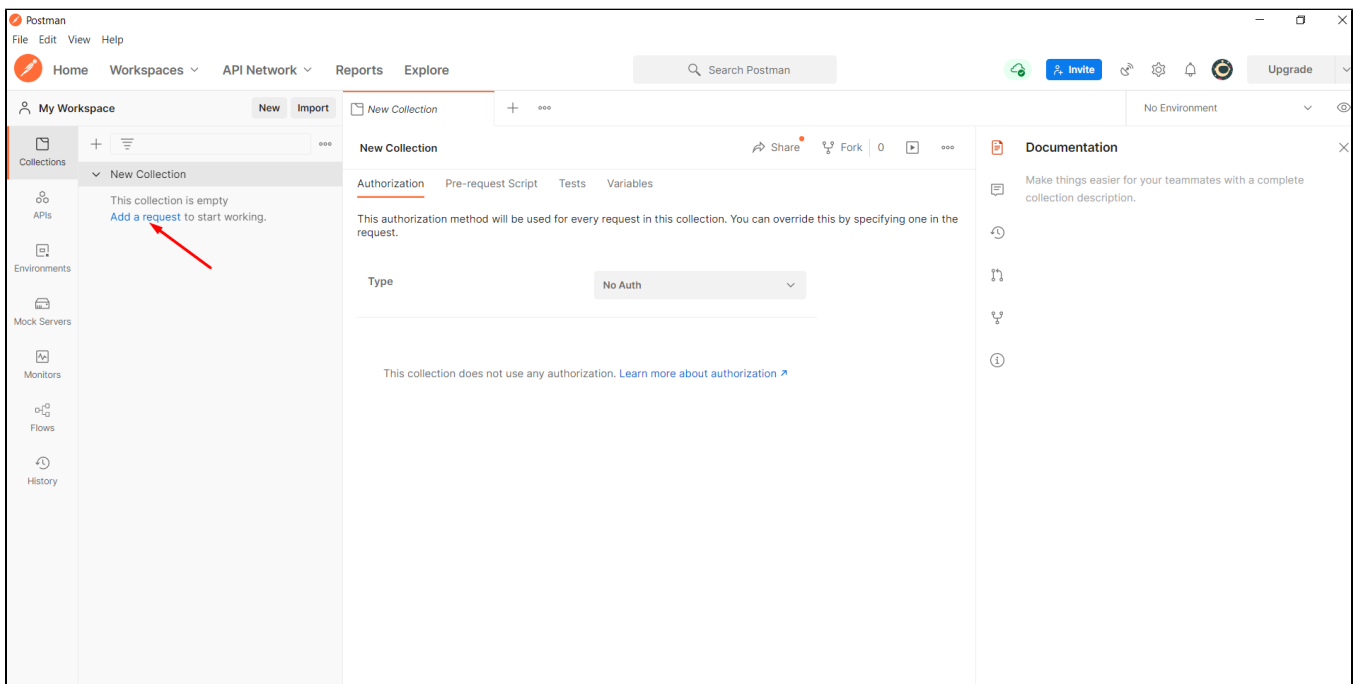 Postman
File Edit View Help
Home Workspaces API Network Reports Explore Search Postman Invite Upgrade
My Workspace New Import New Collection No Environment
Collections
APIs
Environments
Mock Servers
Monitors
Flows
History
New Collection
This collection is empty
Add a request to start working.
New Collection Share Fork 0
Authorization Pre-request Script Tests Variables
This authorization method will be used for every request in this collection. You can override this by specifying one in the
request.
Type No Auth
This collection does not use any authorization. Learn more about authorization
Documentation
Make things easier for your teammates with a complete
collection description.